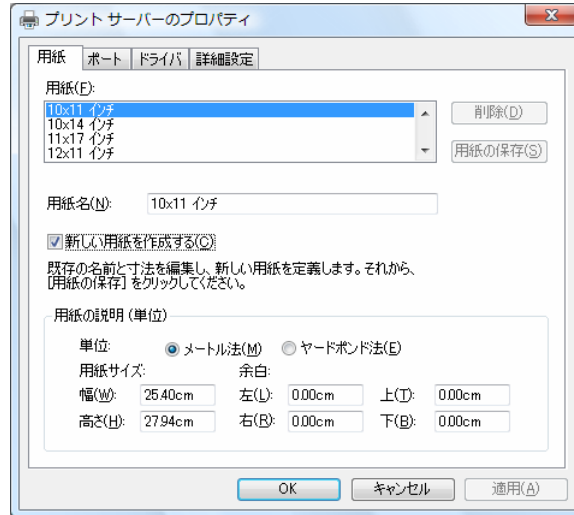 プリント サーバーのプロパティ
用紙 ポート ドライバ 詳細設定
用紙(F):
10x11 インチ
10x14 インチ
11x17 インチ
12x11 インチ
削除(D)
用紙の保存(S)
用紙名(N): 10x11 インチ
新しい用紙を作成する(C)
既存の名前と寸法を編集し、新しい用紙を定義します。それから、
[用紙の保存] をクリックしてください。
用紙の説明 (単位)
単位: メートル法(M) ヤードポンド法(E)
用紙サイズ: 余白:
幅(W): 25.40cm 左(L): 0.00cm 上(T): 0.00cm
高さ(H): 27.94cm 右(R): 0.00cm 下(B): 0.00cm
OK キャンセル 適用(A)